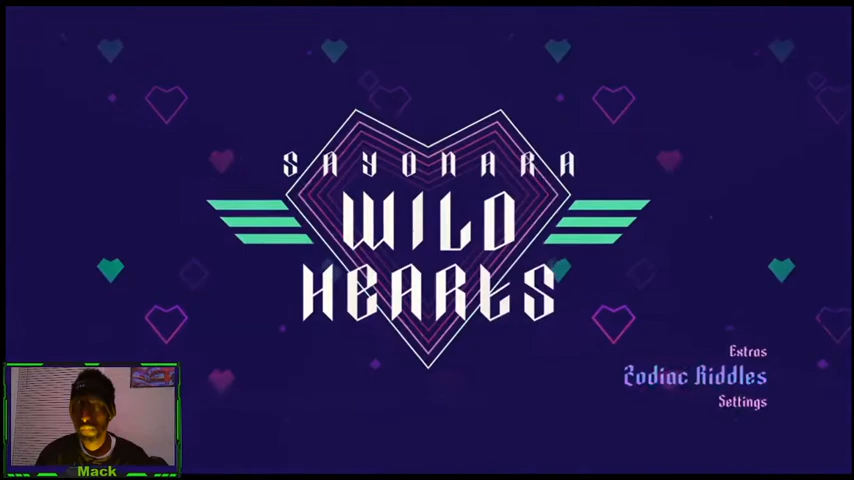 SAYONARA
WILD
HEARTS
Extras
Zodiac Riddles
Settings
Mack